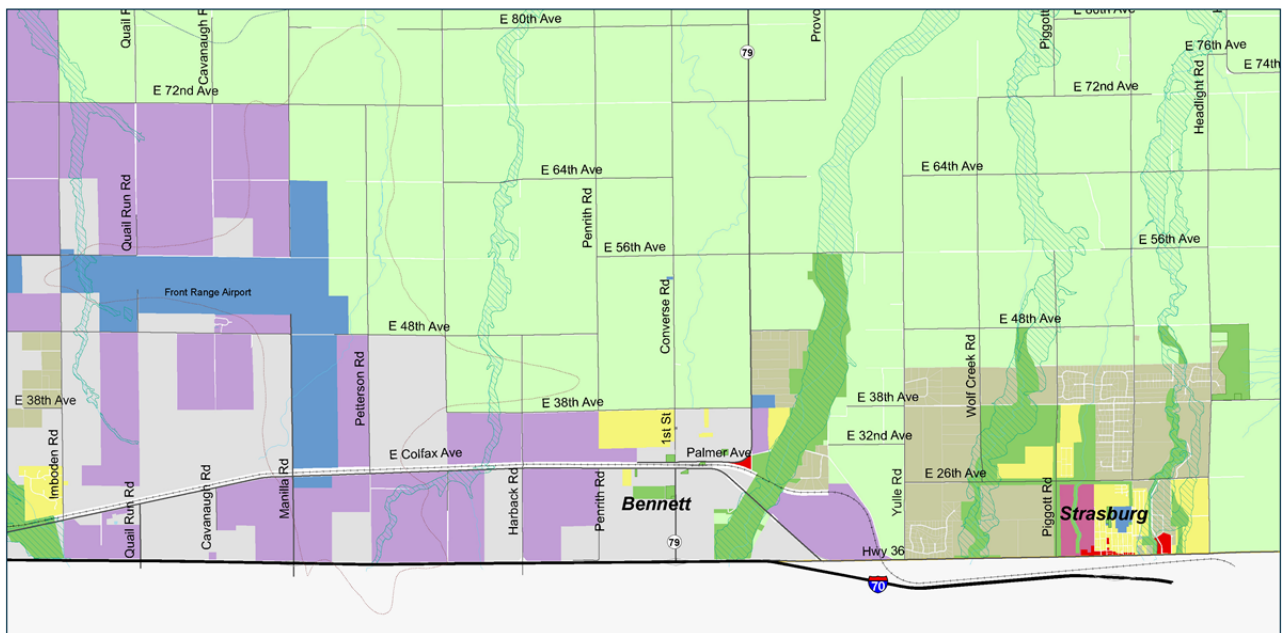 E 80th Ave
E 80th Ave
Quail R
Cavanaugh R
79
Provo
Piggott
E 76th Ave
E 74th
E 72nd Ave
E 72nd Ave
Headlight Rd
E 64th Ave
E 64th Ave
Quail Run Rd
Penrith Rd
E 56th Ave
E 56th Ave
Front Range Airport
Converse Rd
E 48th Ave
E 48th Ave
Petterson Rd
Wolf Creek Rd
E 38th Ave
E 38th Ave
E 38th Ave
1st St
E 32nd Ave
Imboden Rd
E Colfax Ave
Palmer Ave
E 26th Ave
Quail Run Rd
Cavanaugh Rd
Manilla Rd
Harback Rd
Penrith Rd
Bennett
Yulle Rd
Piggott Rd
Strasburg
79
Hwy 36
70